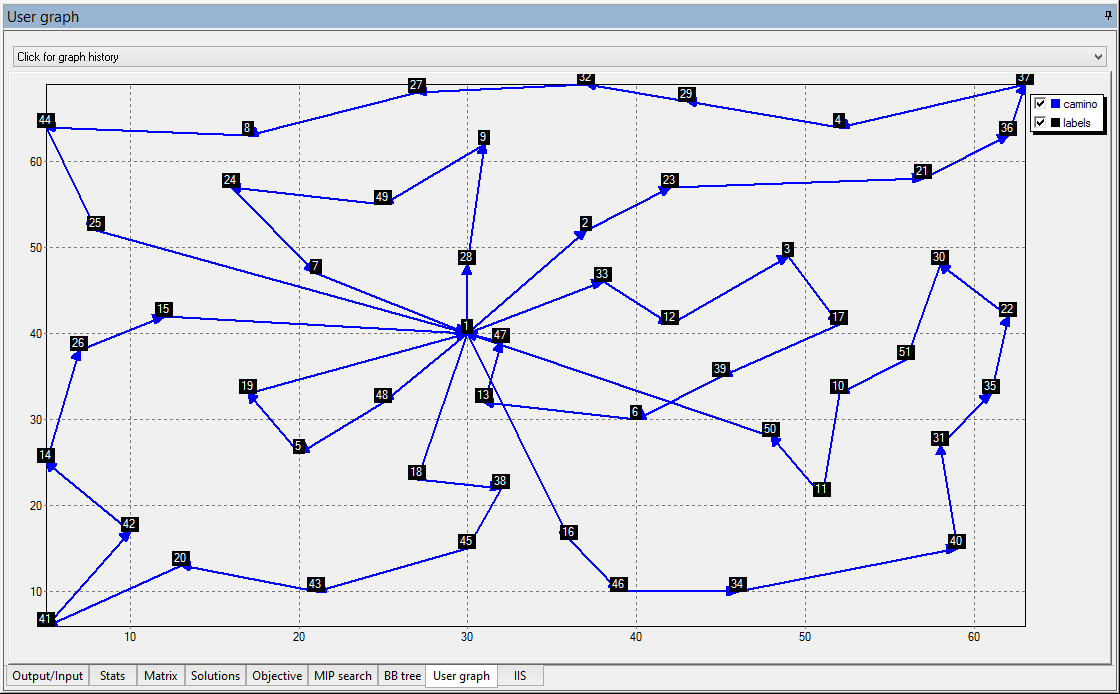 User graph
Click for graph history
32 37
27
29
camino
44 8 4 36 labels
9
60
24 23 21
49
25 2
50
28 3 30
7
33
15 12 17 22
40
1
26 47
51
39
19 48 13 10 35
30
6
50
5 31
14
18 38
11
20
42 16
45 40
20
43 46 34
10
41
10 20 30 40 50 60
Output/Input Stats Matrix Solutions Objective MIP search BB tree User graph IIS